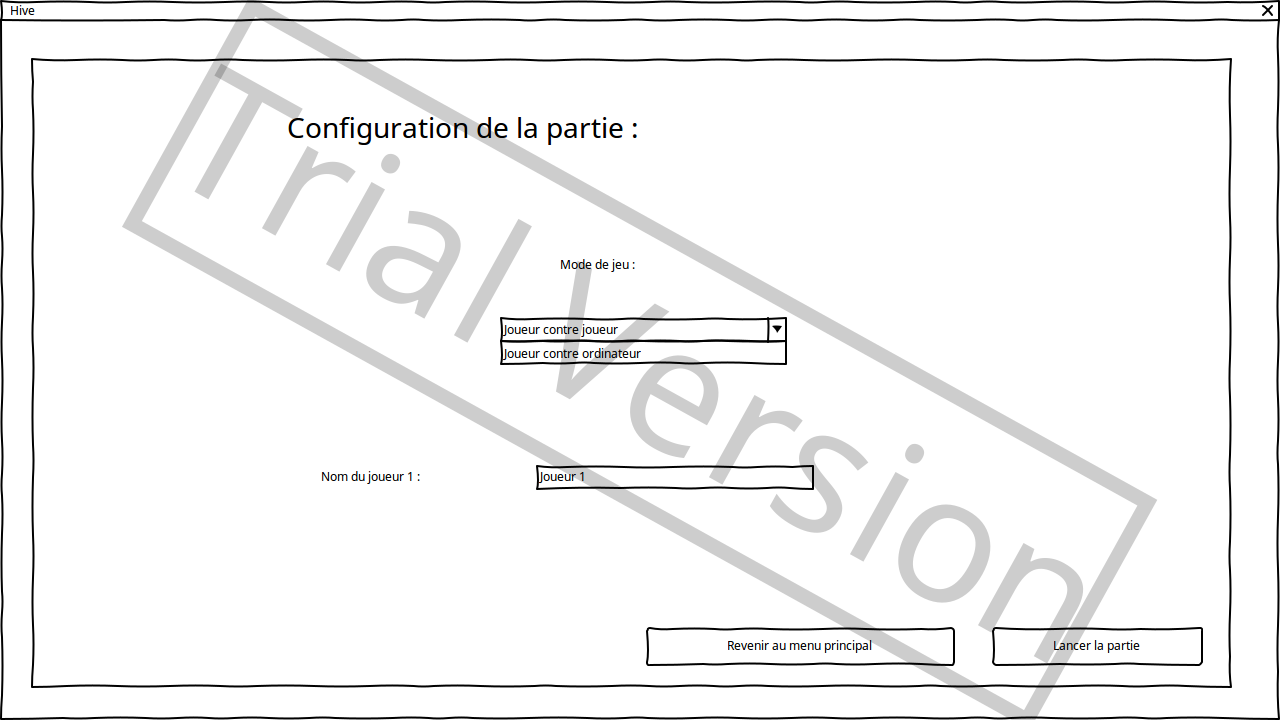 Hive
Configuration de la partie :
Mode de jeu :
Joueur contre joueur
Joueur contre ordinateur
Nom du joueur 1 :
Joueur 1
Revenir au menu principal
Lancer la partie
Trial Version